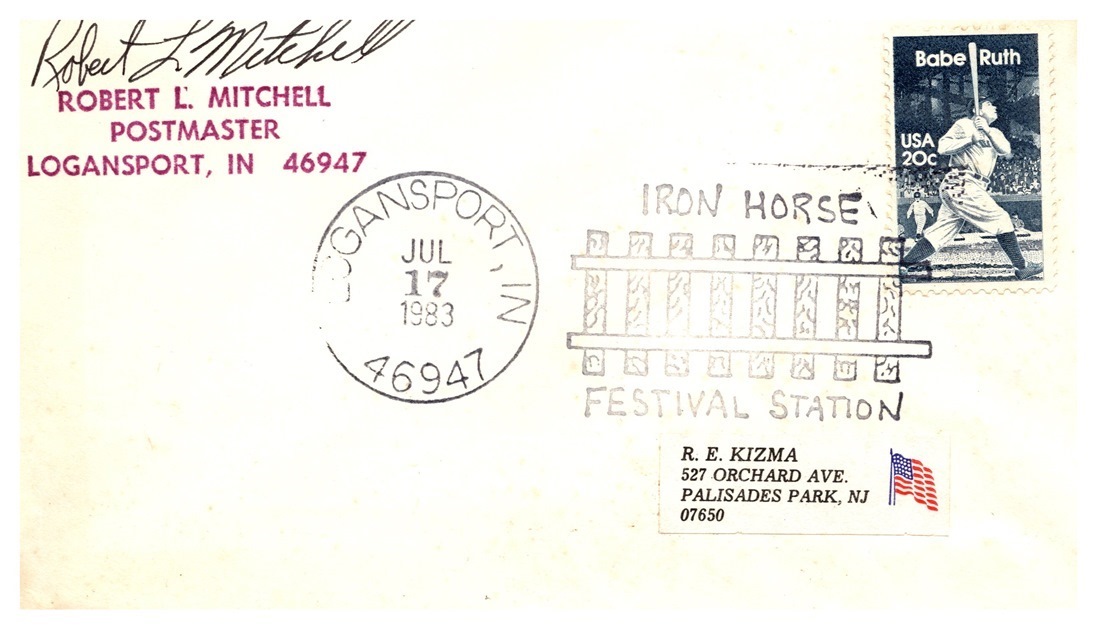 Robert L Mitchell
ROBERT L. MITCHELL
POSTMASTER
LOGANSPORT, IN 46947
LOGANSPORT, IN
JUL
17
1983
46947
IRON HORSE
FESTIVAL STATION
Babe Ruth
USA
20c
R. E. KIZMA
527 ORCHARD AVE.
PALISADES PARK, NJ
07650